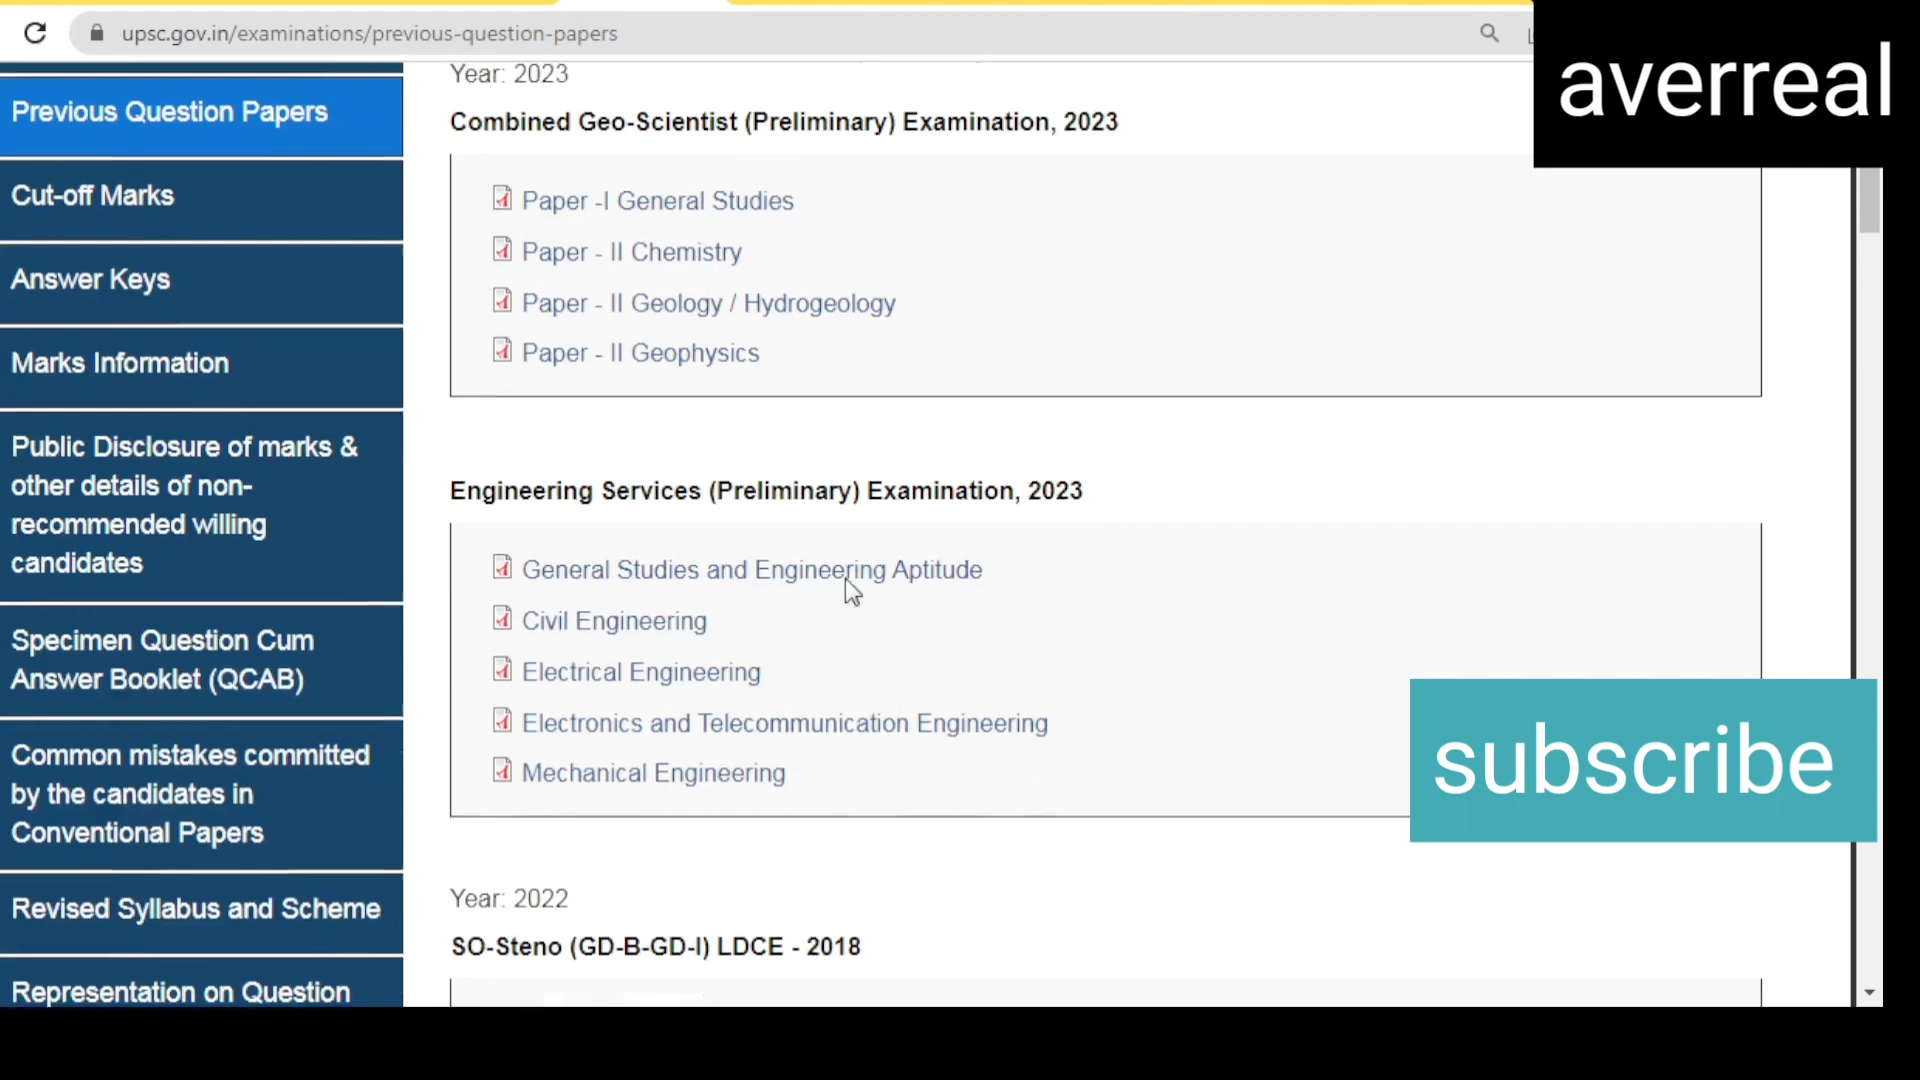 upsc.gov.in/examinations/previous-question-papers
averreal
Previous Question Papers
Cut-off Marks
Answer Keys
Marks Information
Public Disclosure of marks &
other details of non-
recommended willing
candidates
Specimen Question Cum
Answer Booklet (QCAB)
Common mistakes committed
by the candidates in
Conventional Papers
Revised Syllabus and Scheme
Representation on Question
Year: 2023
Combined Geo-Scientist (Preliminary) Examination, 2023
Paper -I General Studies
Paper - II Chemistry
Paper - II Geology / Hydrogeology
Paper - II Geophysics
Engineering Services (Preliminary) Examination, 2023
General Studies and Engineering Aptitude
Civil Engineering
Electrical Engineering
Electronics and Telecommunication Engineering
Mechanical Engineering
subscribe
Year: 2022
SO-Steno (GD-B-GD-I) LDCE - 2018